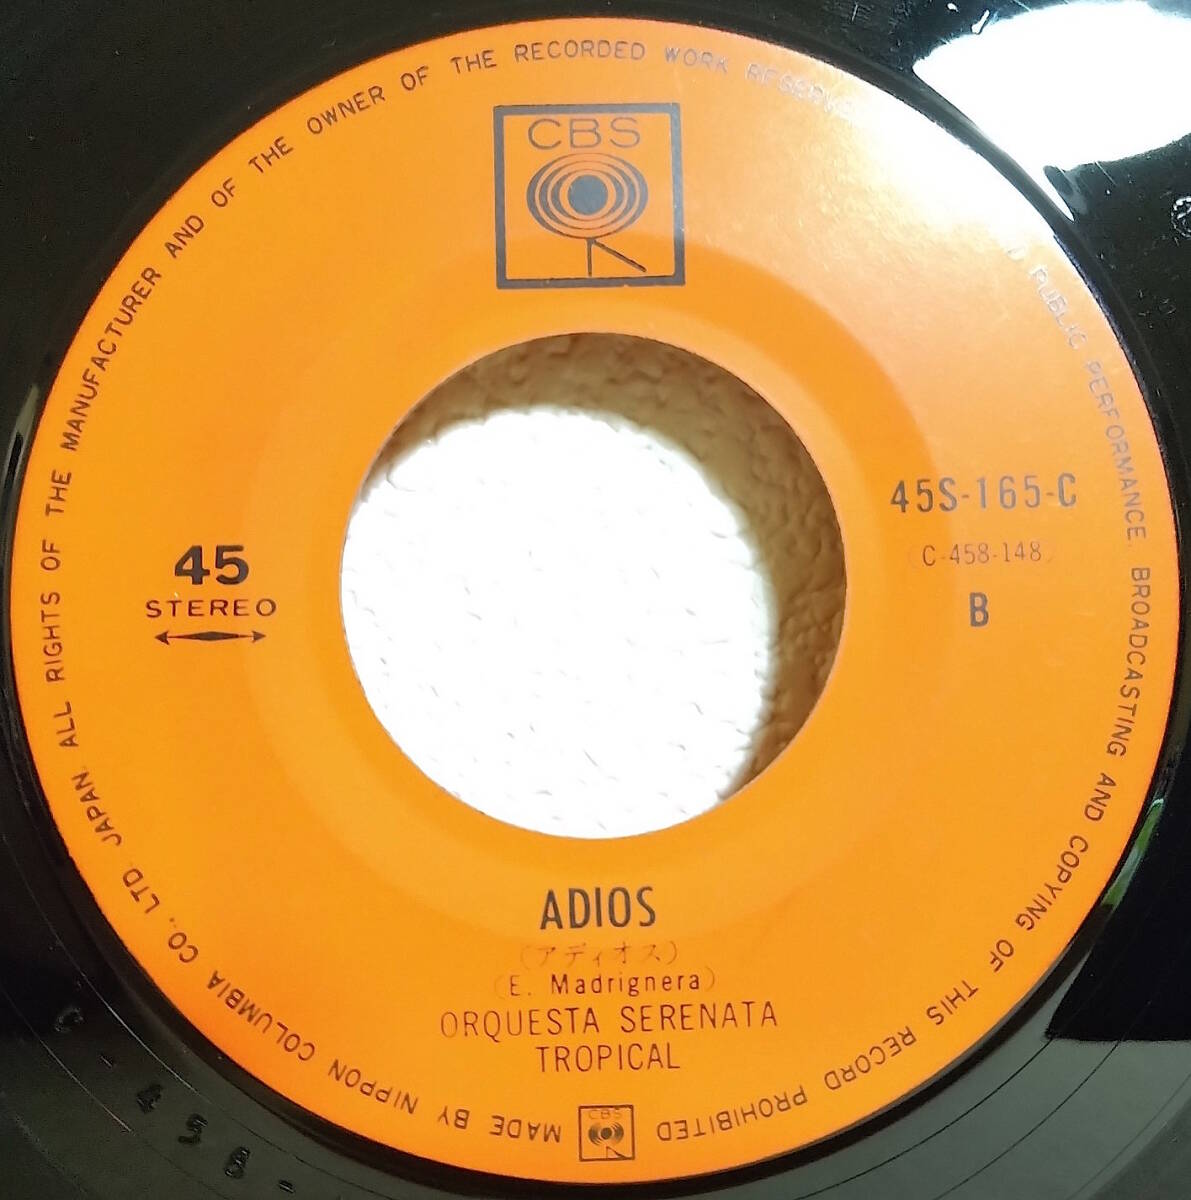 CBS
45S-165-C
(C-458-148)
B
45
STEREO
ADIOS
(アディオス)
(E. Madrignera)
ORQUESTA SERENATA
TROPICAL
MADE BY NIPPON COLUMBIA CO., LTD. JAPAN. ALL RIGHTS OF THE MANUFACTURER AND OF THE OWNER OF THE RECORDED WORK PUBLIC PERFORMANCE. BROADCASTING AND COPYING OF THIS RECORD PROHIBITED
CBS
C-458-